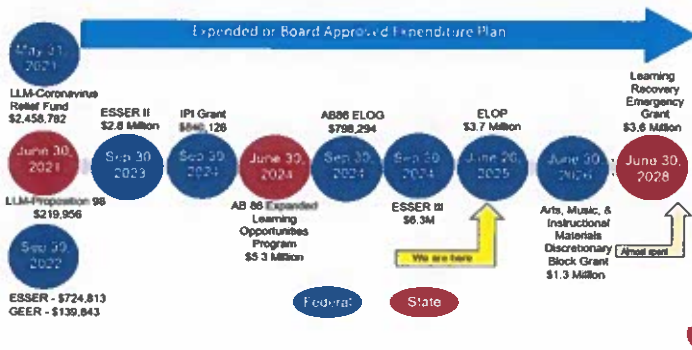 Expended or Board Approved Expenditure Plan
May 31,
2021
LLM-Coronavirus
Relief Fund
$2,458,782
June 30,
2021
LLM-Proposition 98
$219,956
Sep 30,
2022
ESSER - $724,813
GEER - $139,843
ESSER II
$2.8 Million
Sep 30
2023
IPI Grant
Sep 30
2024
June 30,
2024
AB 86 Expanded
Learning
Opportunities
Program
$5.3 Million
AB86 ELOG
$798,294
Sep 30
2024
Sep 30
2024
ESSER III
$6.3M
ELOP
$3.7 Million
June
2025
We are here
June 30
2026
Arts, Music, &
Instructional
Materials
Discretionary
Block Grant
$1.3 Million
Learning
Recovery
Emergency
Grant
$3.6 Million
June 30,
2028
Almost spent
Federal
State